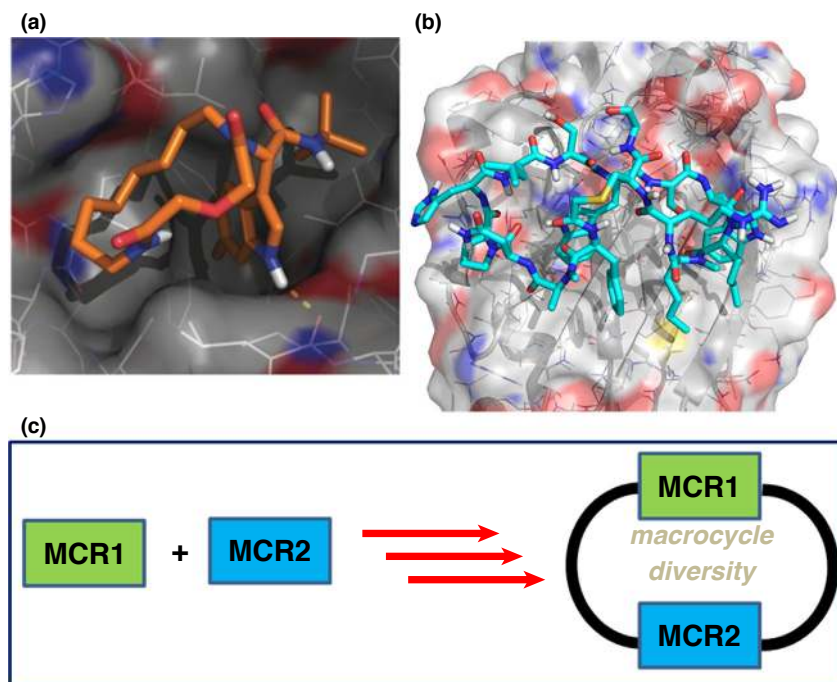 (a)
(b)
(c)
MCR1 + MCR2
MCR1
macrocycle
diversity
MCR2